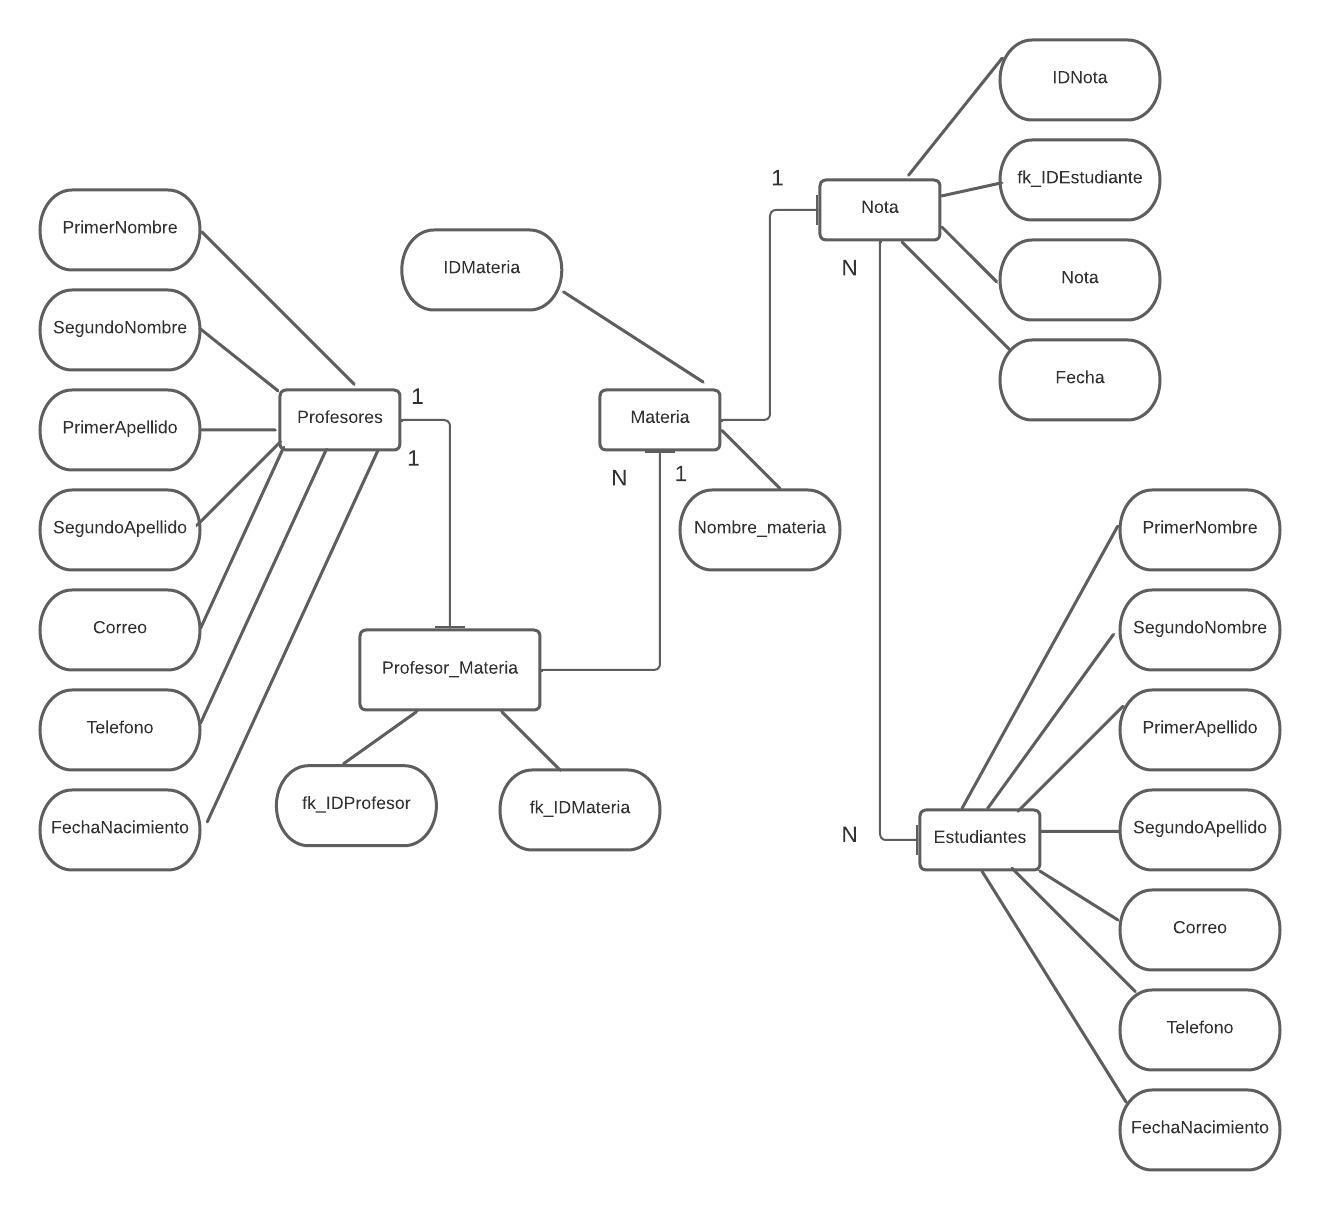 IDNota
fk_IDEstudiante
Nota
Fecha
1
Nota
N
PrimerNombre
SegundoNombre
PrimerApellido
SegundoApellido
Correo
Telefono
FechaNacimiento
Profesores
1
1
IDMateria
Materia
N
1
Nombre_materia
Profesor_Materia
fk_IDProfesor
fk_IDMateria
N
Estudiantes
PrimerNombre
SegundoNombre
PrimerApellido
SegundoApellido
Correo
Telefono
FechaNacimiento